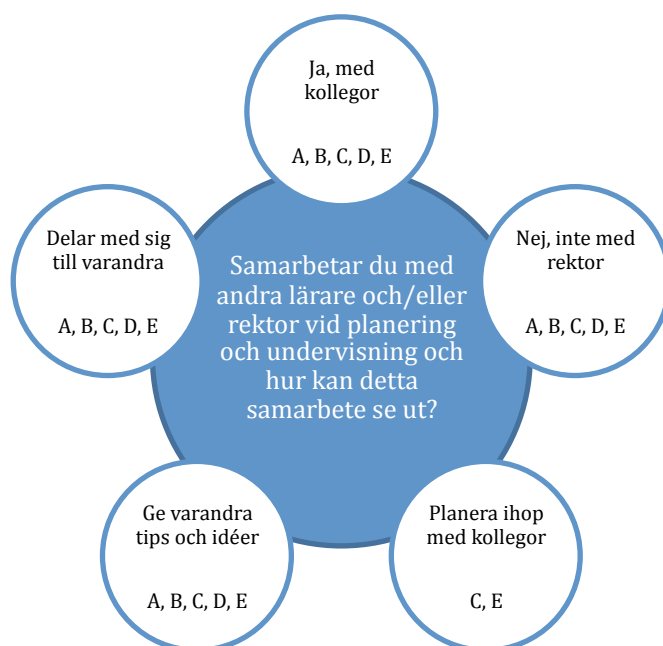 Ja, med
kollegor
A, B, C, D, E
Delar med sig
till varandra
A, B, C, D, E
Nej, inte med
rektor
A, B, C, D, E
Samarbetar du med
andra lärare och/eller
rektor vid planering
och undervisning och
hur kan detta
samarbete se ut?
Ge varandra
tips och idéer
A, B, C, D, E
Planera ihop
med kollegor
C, E